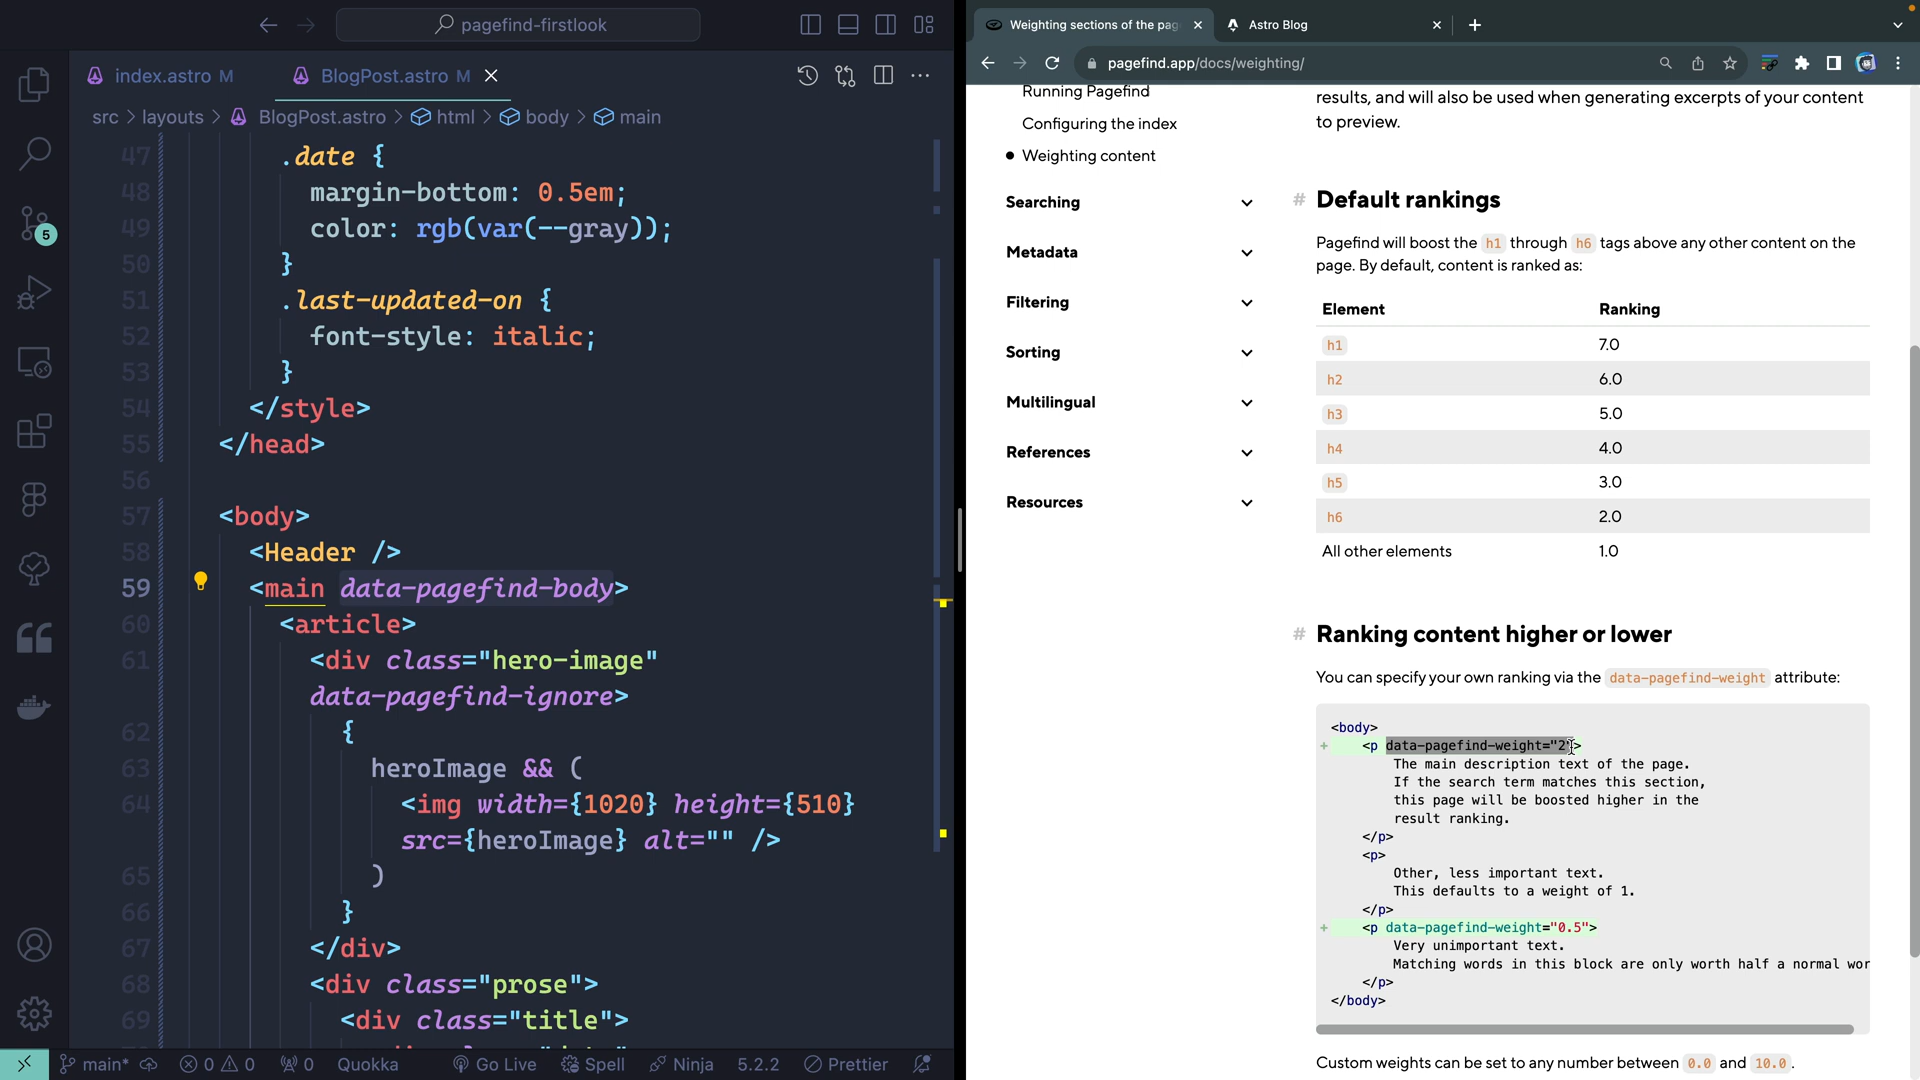 pagefind-firstlook
index.astro M
BlogPost.astro M
src > layouts > BlogPost.astro > html > body > main
47 .date {
48 margin-bottom: 0.5em;
49 color: rgb(var(--gray));
50 }
51 .last-updated-on {
52 font-style: italic;
53 }
54 </style>
55 </head>
56
57 <body>
58 <Header />
59 <main data-pagefind-body>
60 <article>
61 <div class="hero-image"
data-pagefind-ignore>
62 {
63 heroImage && (
64 <img width={1020} height={510}
src={heroImage} alt="" />
65 )
66 }
67 </div>
68 <div class="prose">
69 <div class="title">
5
main* 0 0 0 Quokka Go Live Spell Ninja 5.2.2 Prettier
Weighting sections of the pag
Astro Blog
pagefind.app/docs/weighting/
Running Pagefind
Configuring the index
Weighting content
Searching
Metadata
Filtering
Sorting
Multilingual
References
Resources
results, and will also be used when generating excerpts of your content
to preview.
# Default rankings
Pagefind will boost the h1 through h6 tags above any other content on the
page. By default, content is ranked as:
Element Ranking
h1 7.0
h2 6.0
h3 5.0
h4 4.0
h5 3.0
h6 2.0
All other elements 1.0
# Ranking content higher or lower
You can specify your own ranking via the data-pagefind-weight attribute:
<body>
+ <p data-pagefind-weight="2">
The main description text of the page.
If the search term matches this section,
this page will be boosted higher in the
result ranking.
</p>
<p>
Other, less important text.
This defaults to a weight of 1.
</p>
+ <p data-pagefind-weight="0.5">
Very unimportant text.
Matching words in this block are only worth half a normal wor
</p>
</body>
Custom weights can be set to any number between 0.0 and 10.0.